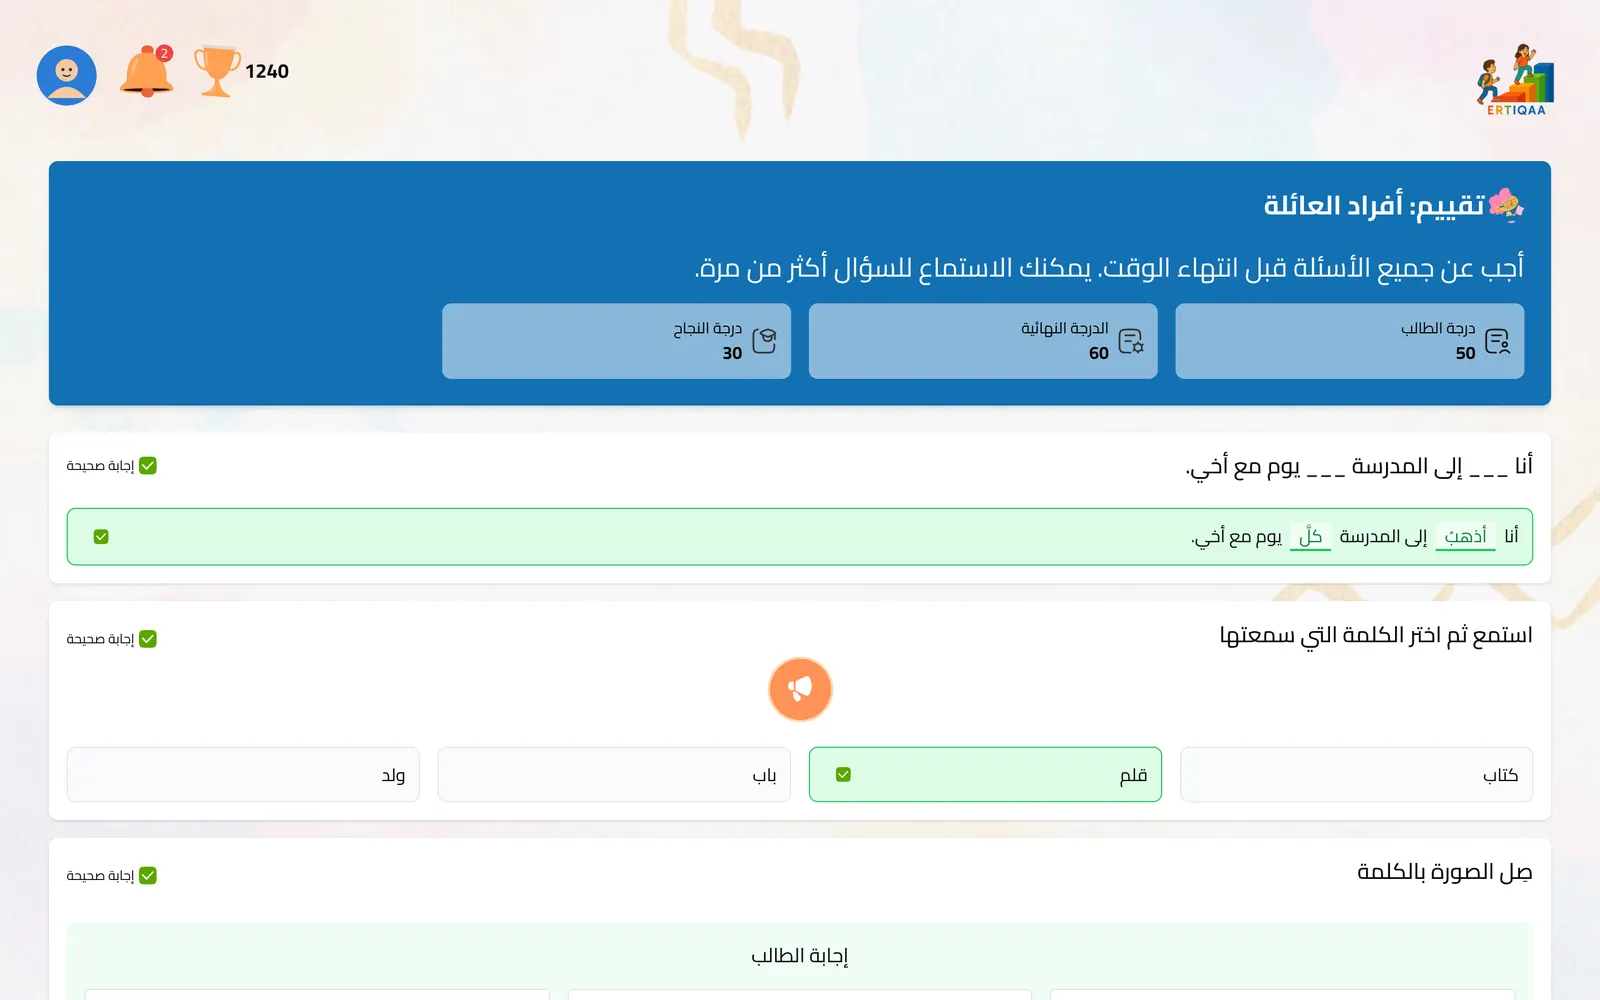 2
1240
ERTIQAA
تقييم: أفراد العائلة
أجب عن جميع الأسئلة قبل انتهاء الوقت. يمكنك الاستماع للسؤال أكثر من مرة.
درجة الطالب
50
الدرجة النهائية
60
درجة النجاح
30
أنا ___ إلى المدرسة ___ يوم مع أخي.
إجابة صحيحة
أنا أذهبُ إلى المدرسة كلَّ يوم مع أخي.
استمع ثم اختر الكلمة التي سمعتها
إجابة صحيحة
كتاب
قلم
باب
ولد
صِل الصورة بالكلمة
إجابة صحيحة
إجابة الطالب